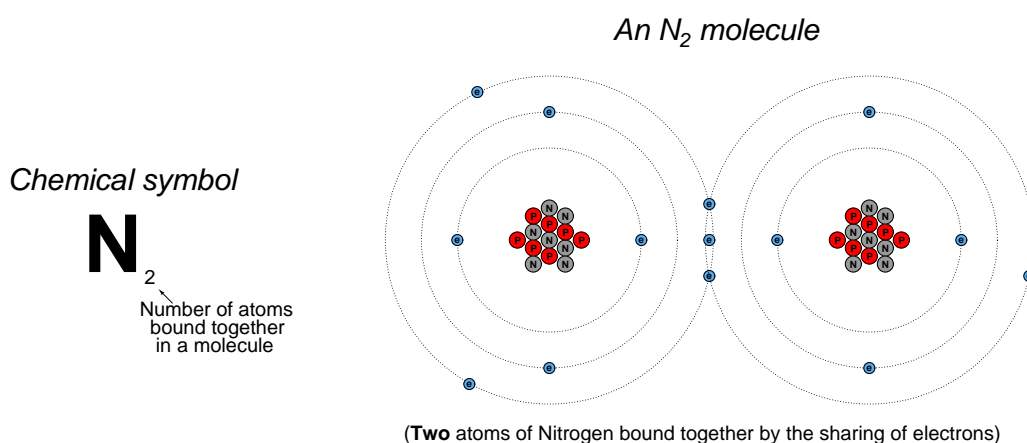 An N2 molecule
Chemical symbol
N2
Number of atoms
bound together
in a molecule
e
e e
e
N N
P N P N
P P
N P N P
e P N P e e e P N P e
P N P N
P P
N N N N
e e
e e
e
(Two atoms of Nitrogen bound together by the sharing of electrons)